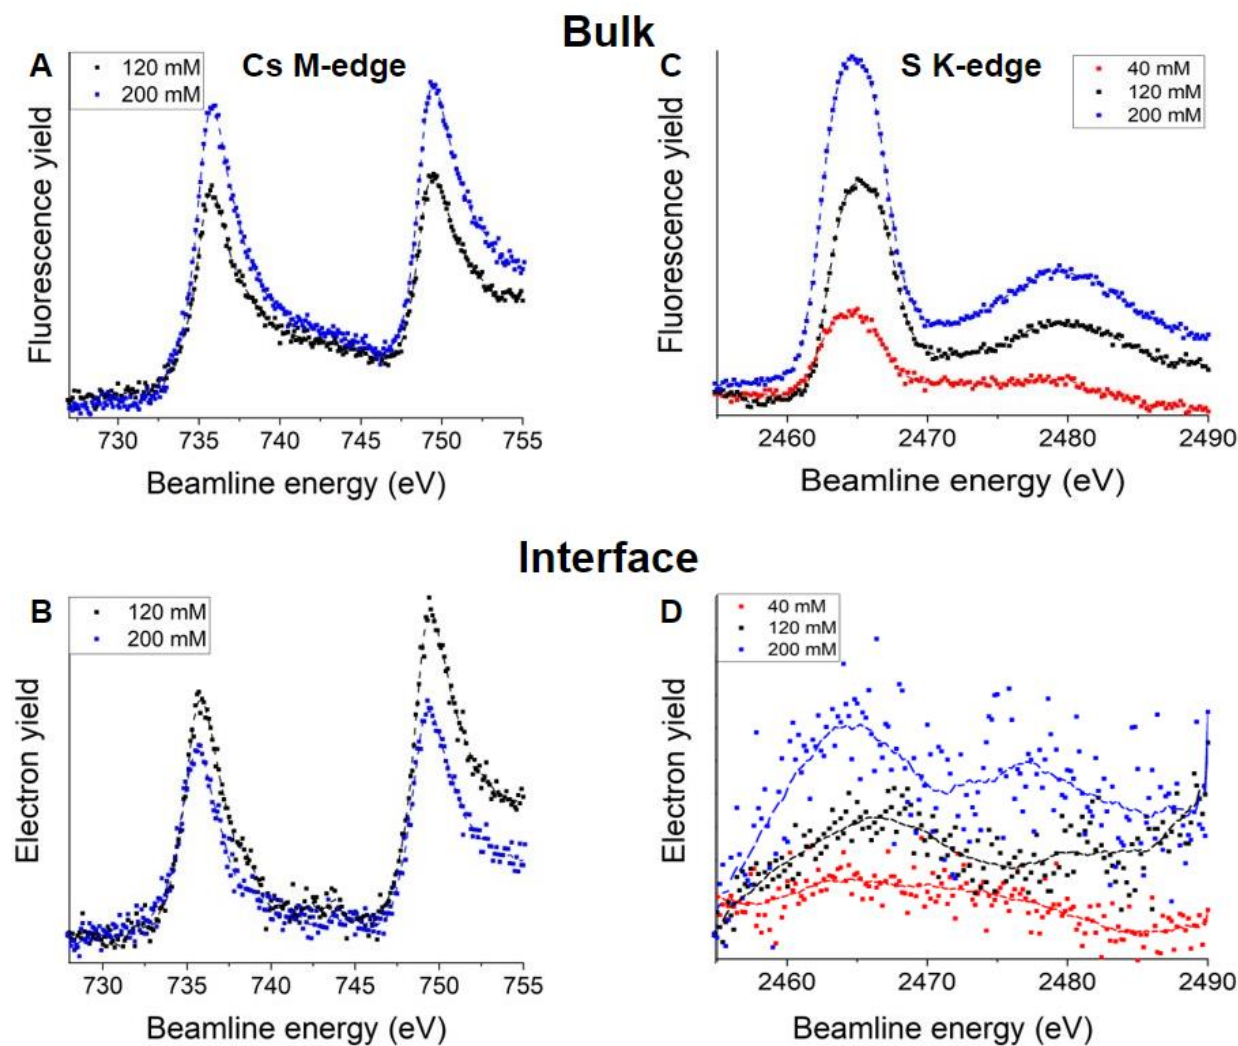 Bulk
A
Cs M-edge
120 mM
200 mM
Fluorescence yield
730 735 740 745 750 755
Beamline energy (eV)
C
S K-edge
40 mM
120 mM
200 mM
Fluorescence yield
2460 2470 2480 2490
Beamline energy (eV)
Interface
B
120 mM
200 mM
Electron yield
730 735 740 745 750 755
Beamline energy (eV)
D
40 mM
120 mM
200 mM
Electron yield
2460 2470 2480 2490
Beamline energy (eV)